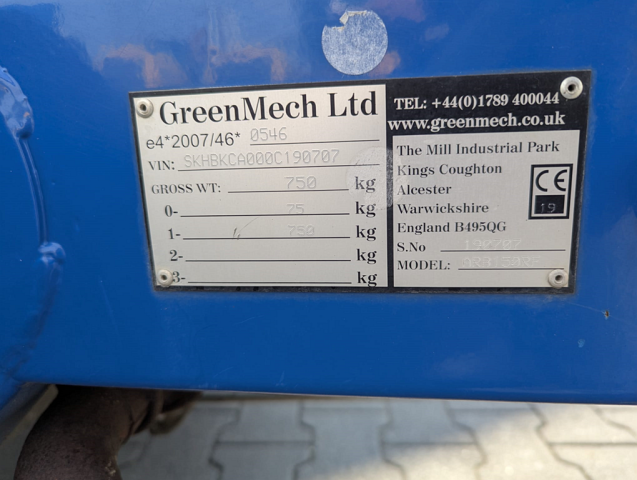 GreenMech Ltd
e4*2007/46* 0546
VIN: SKHBKCA000C190707
GROSS WT: 750 kg
0- 75 kg
1- 750 kg
2- kg
3- kg
TEL: +44(0)1789 400044
www.greenmech.co.uk
The Mill Industrial Park
Kings Coughton
Alcester
Warwickshire
England B495QG
S.No 190707
MODEL:
CE
19